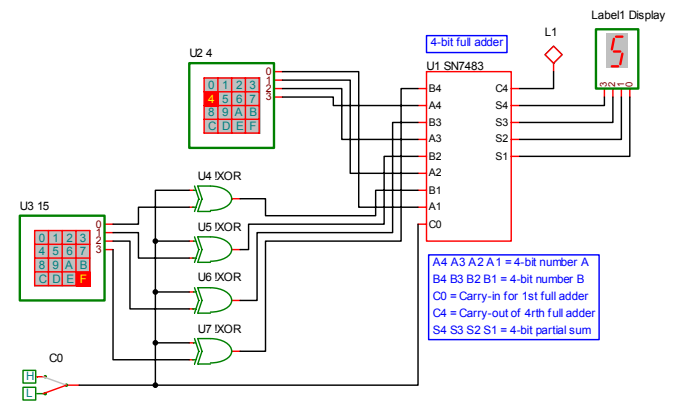 Label1 Display
L1
U2 4
4-bit full adder
U1 SN7483
0 1 2 3
4 5 6 7
8 9 A B
C D E F
0
1
2
3
B4
A4
B3
A3
B2
A2
B1
A1
C0
C4
S4
S3
S2
S1
5
3 2 1 0
U4 !XOR
U3 15
0 1 2 3
4 5 6 7
8 9 A B
C D E F
0
1
2
3
U5 !XOR
U6 !XOR
U7 !XOR
A4 A3 A2 A1 = 4-bit number A
B4 B3 B2 B1 = 4-bit number B
C0 = Carry-in for 1st full adder
C4 = Carry-out of 4rth full adder
S4 S3 S2 S1 = 4-bit partial sum
C0
H
L